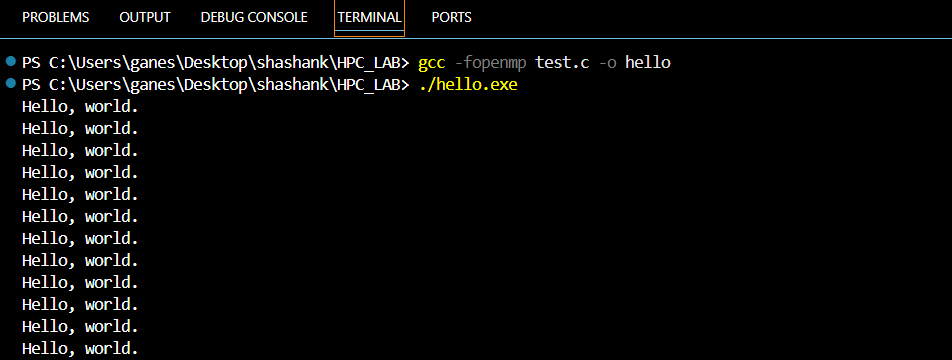 PROBLEMS OUTPUT DEBUG CONSOLE TERMINAL PORTS
PS C:\Users\ganes\Desktop\shashank\HPC_LAB> gcc -fopenmp test.c -o hello
PS C:\Users\ganes\Desktop\shashank\HPC_LAB> ./hello.exe
Hello, world.
Hello, world.
Hello, world.
Hello, world.
Hello, world.
Hello, world.
Hello, world.
Hello, world.
Hello, world.
Hello, world.
Hello, world.
Hello, world.